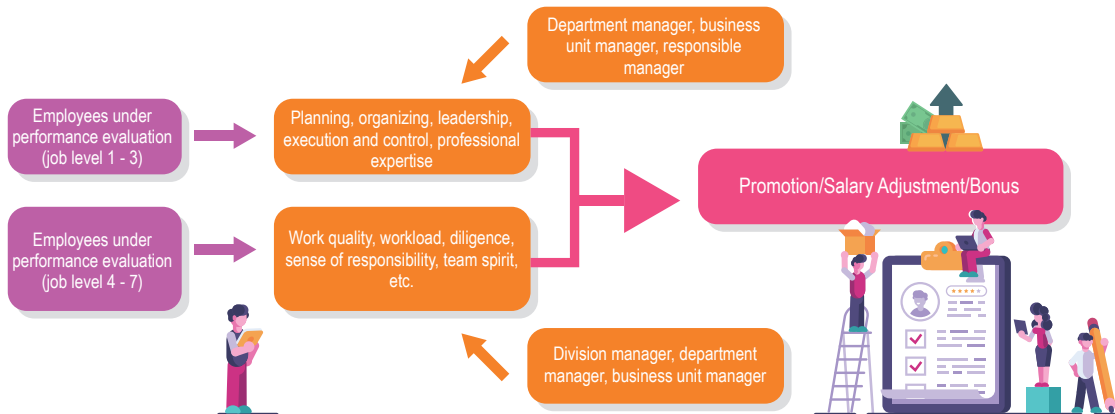 Department manager, business
unit manager, responsible
manager
Employees under
performance evaluation
(job level 1 - 3)
Planning, organizing, leadership,
execution and control, professional
expertise
Promotion/Salary Adjustment/Bonus
Employees under
performance evaluation
(job level 4 - 7)
Work quality, workload, diligence,
sense of responsibility, team spirit,
etc.
Division manager, department
manager, business unit manager